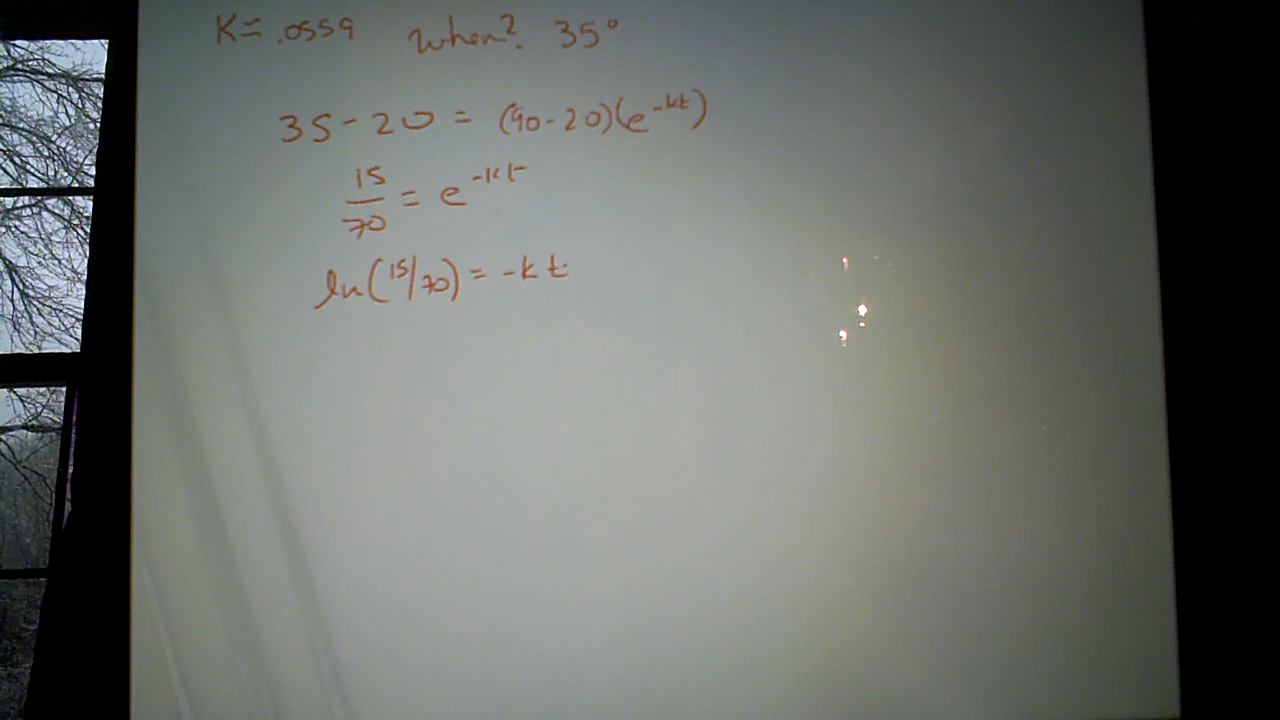 K≈ .0559 When? 35°
35-20 = (90-20)(e^-kt)
15/70 = e^-kt
ln(15/70) = -kt